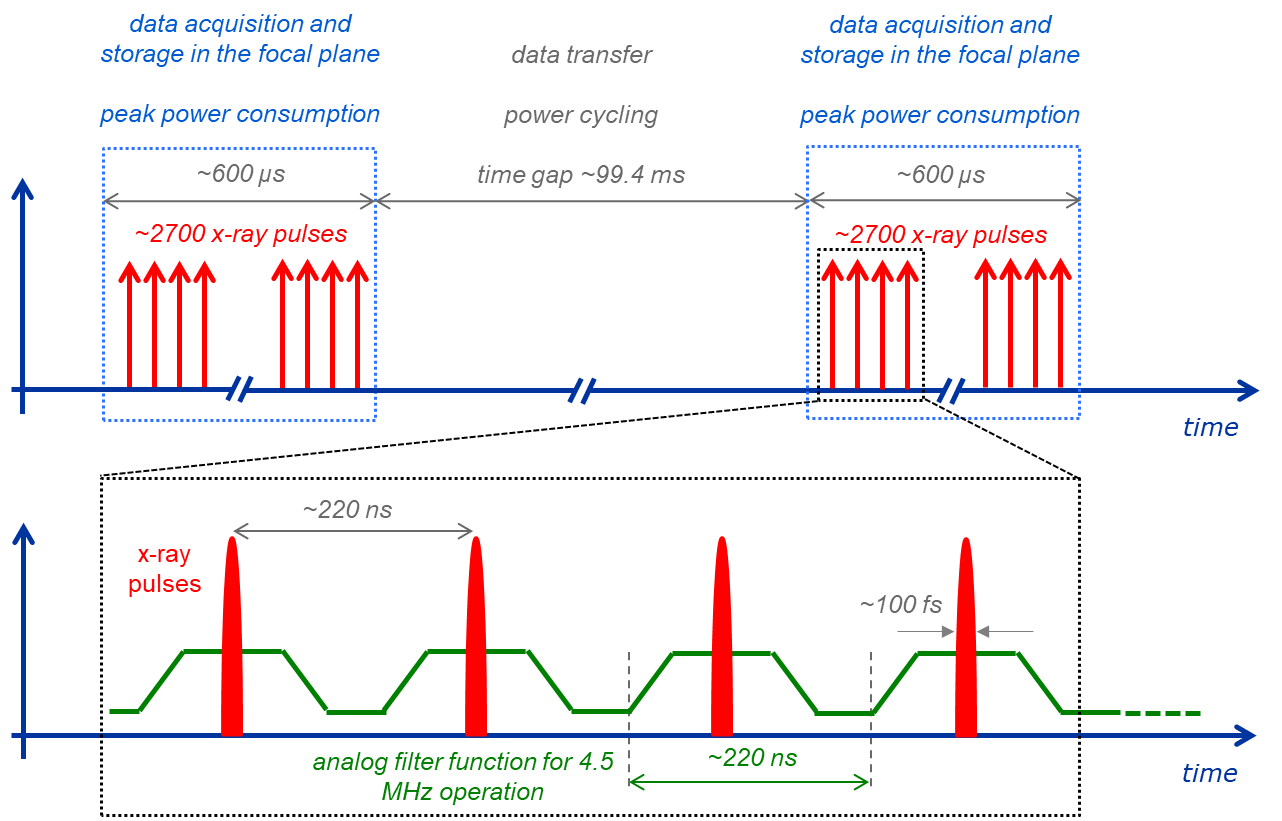 data acquisition and
storage in the focal plane
peak power consumption
data transfer
power cycling
time gap ~99.4 ms
data acquisition and
storage in the focal plane
peak power consumption
~600 µs
~600 µs
~2700 x-ray pulses
~2700 x-ray pulses
time
~220 ns
x-ray
pulses
~100 fs
analog filter function for 4.5
MHz operation
~220 ns
time